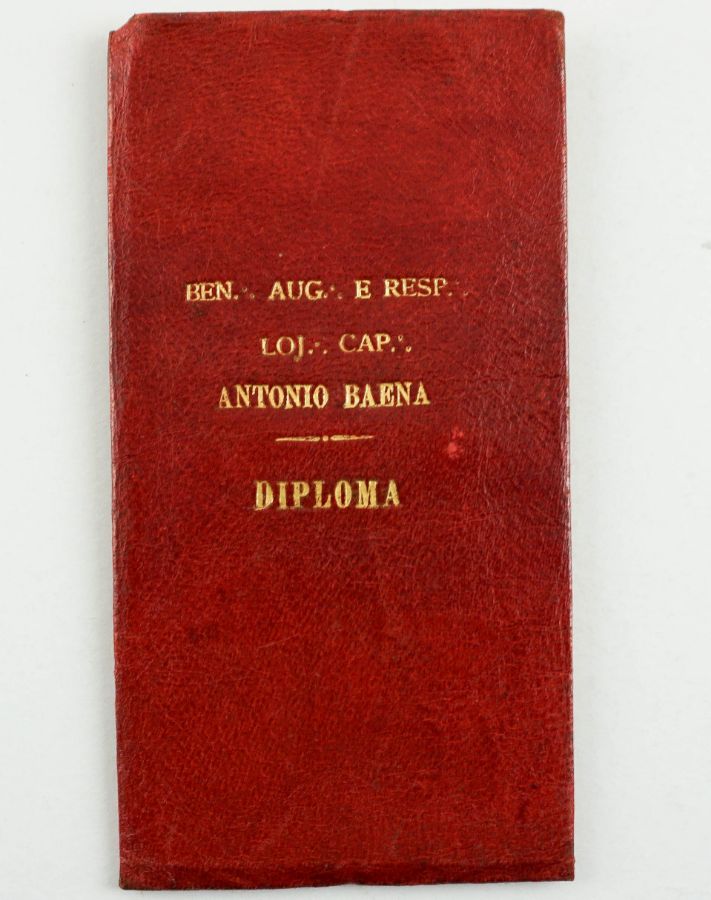 BEN.∴ AUG.∴ E RESP.∴
LOJ.∴ CAP.∴
ANTONIO BAENA
DIPLOMA